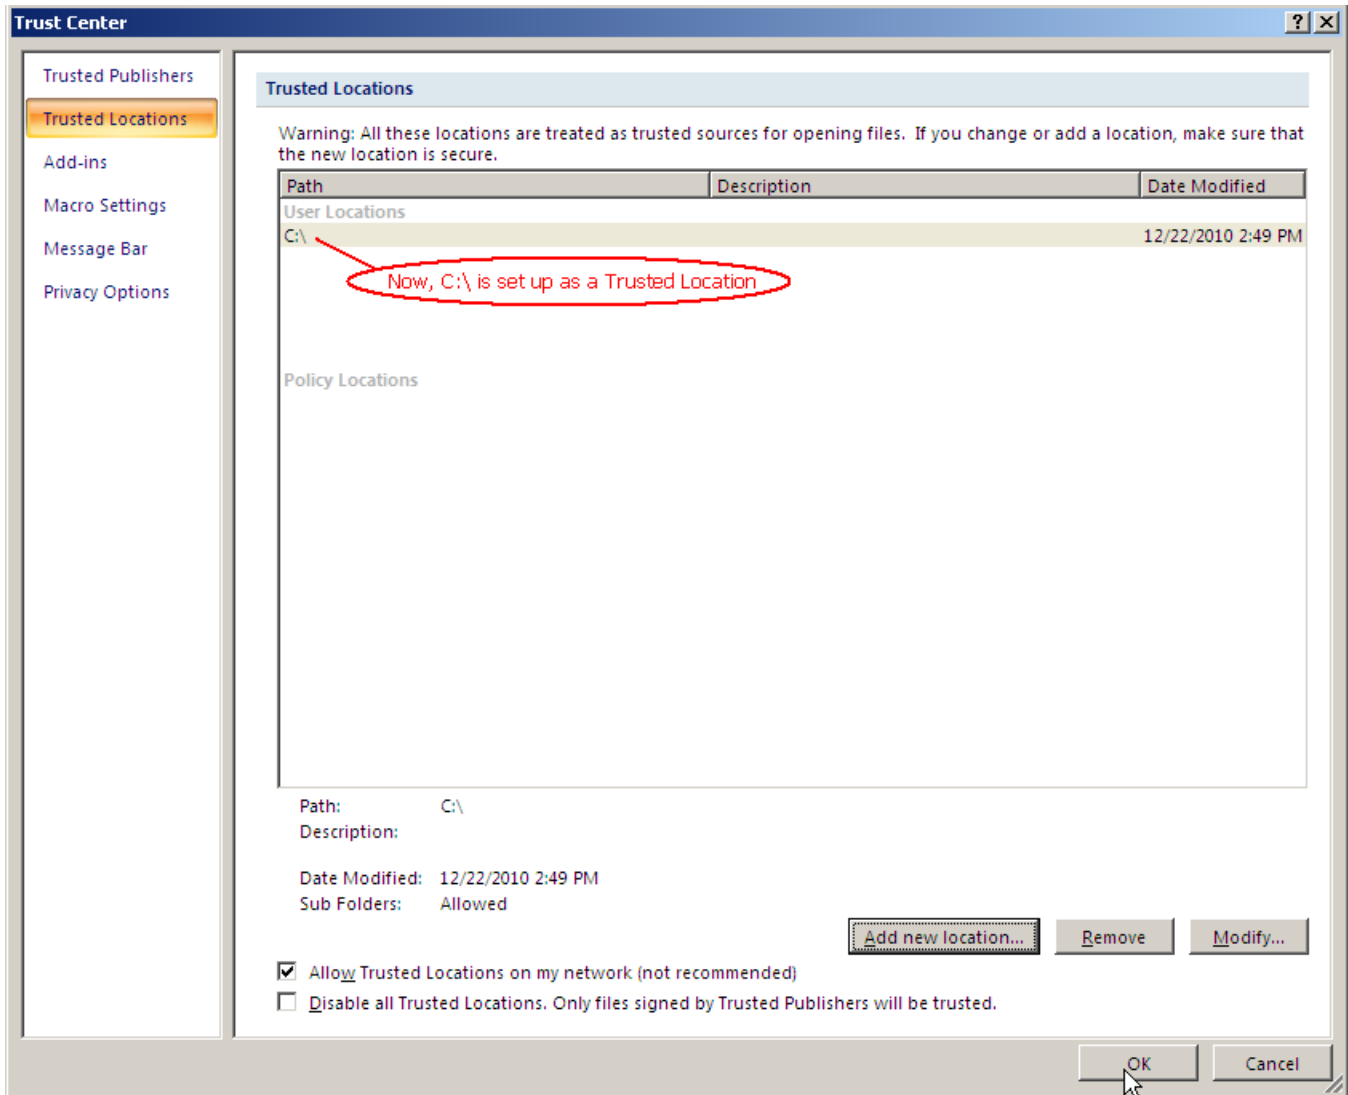 Trust Center
Trusted Publishers
Trusted Locations
Add-ins
Macro Settings
Message Bar
Privacy Options
Trusted Locations
Warning: All these locations are treated as trusted sources for opening files. If you change or add a location, make sure that
the new location is secure.
Path Description Date Modified
User Locations
C:\ 12/22/2010 2:49 PM
Now, C:\ is set up as a Trusted Location
Policy Locations
Path: C:\
Description:
Date Modified: 12/22/2010 2:49 PM
Sub Folders: Allowed
Add new location... Remove Modify...
Allow Trusted Locations on my network (not recommended)
Disable all Trusted Locations. Only files signed by Trusted Publishers will be trusted.
OK Cancel